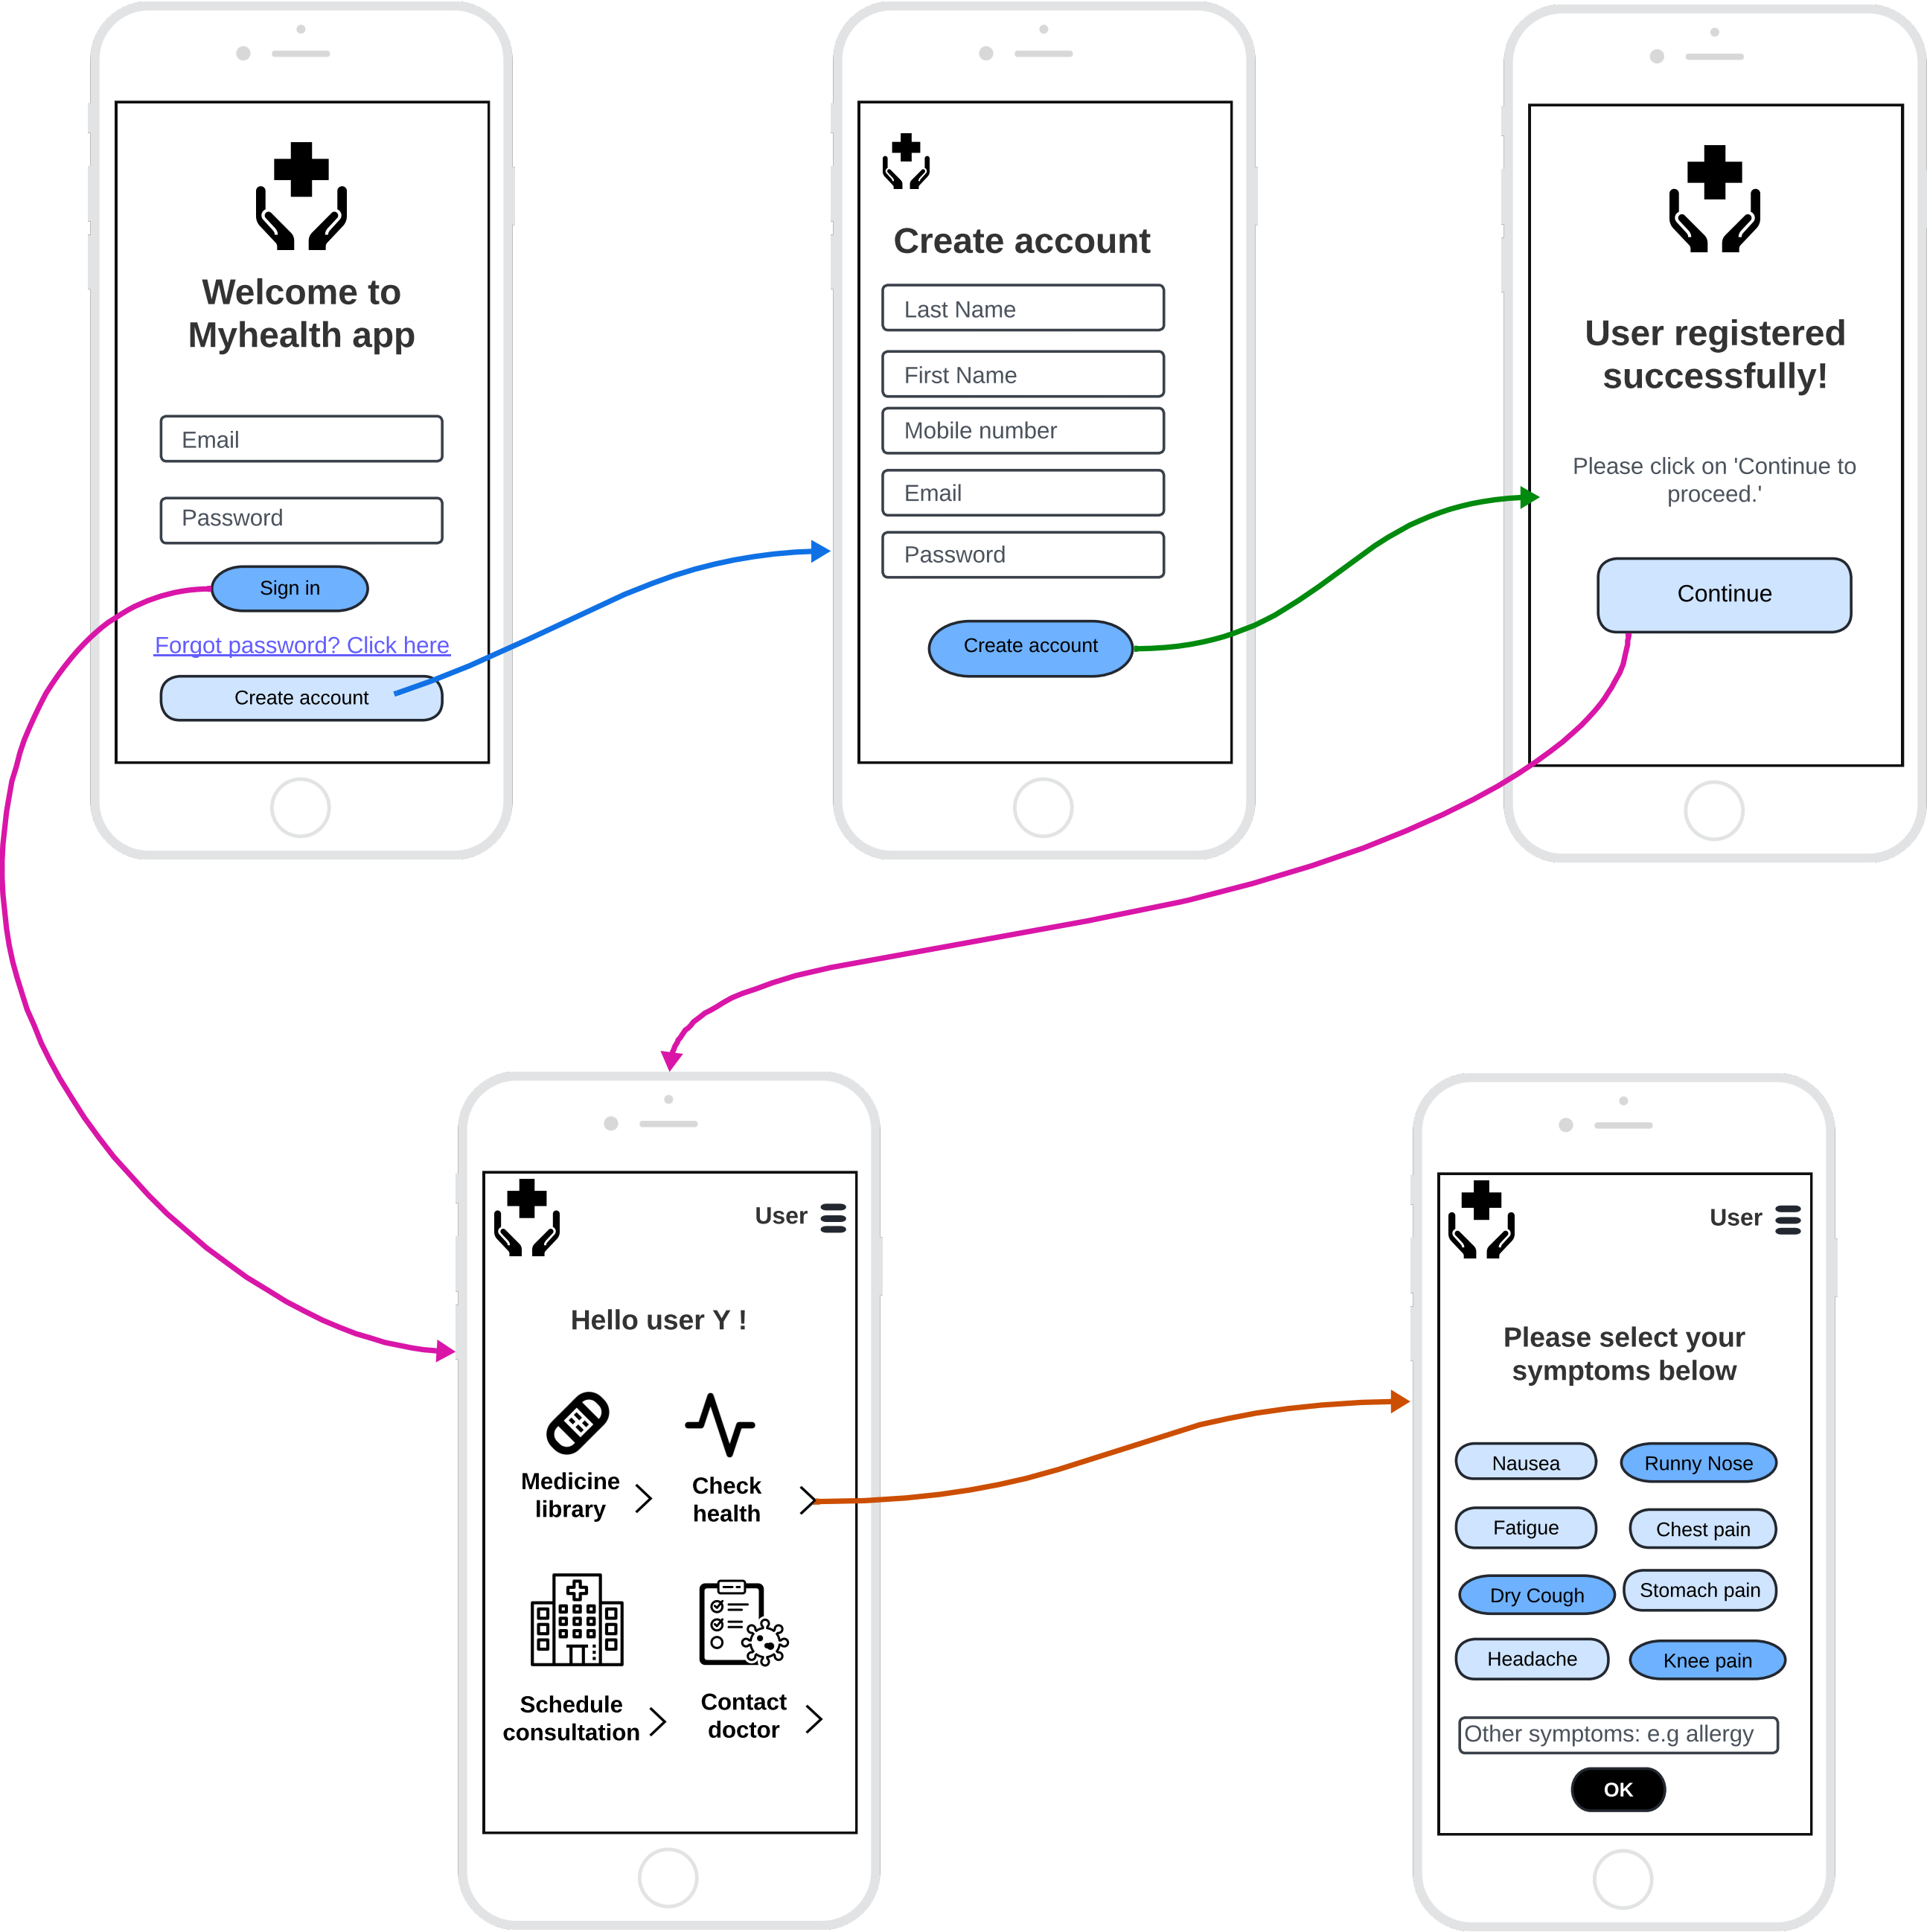 Welcome to
Myhealth app
Email
Password
Sign in
Forgot password? Click here
Create account
Create account
Last Name
First Name
Mobile number
Email
Password
Create account
User registered
successfully!
Please click on 'Continue to
proceed.'
Continue
User
Hello user Y !
Medicine
library
Check
health
Schedule
consultation
Contact
doctor
User
Please select your
symptoms below
Nausea
Runny Nose
Fatigue
Chest pain
Dry Cough
Stomach pain
Headache
Knee pain
Other symptoms: e.g allergy
OK